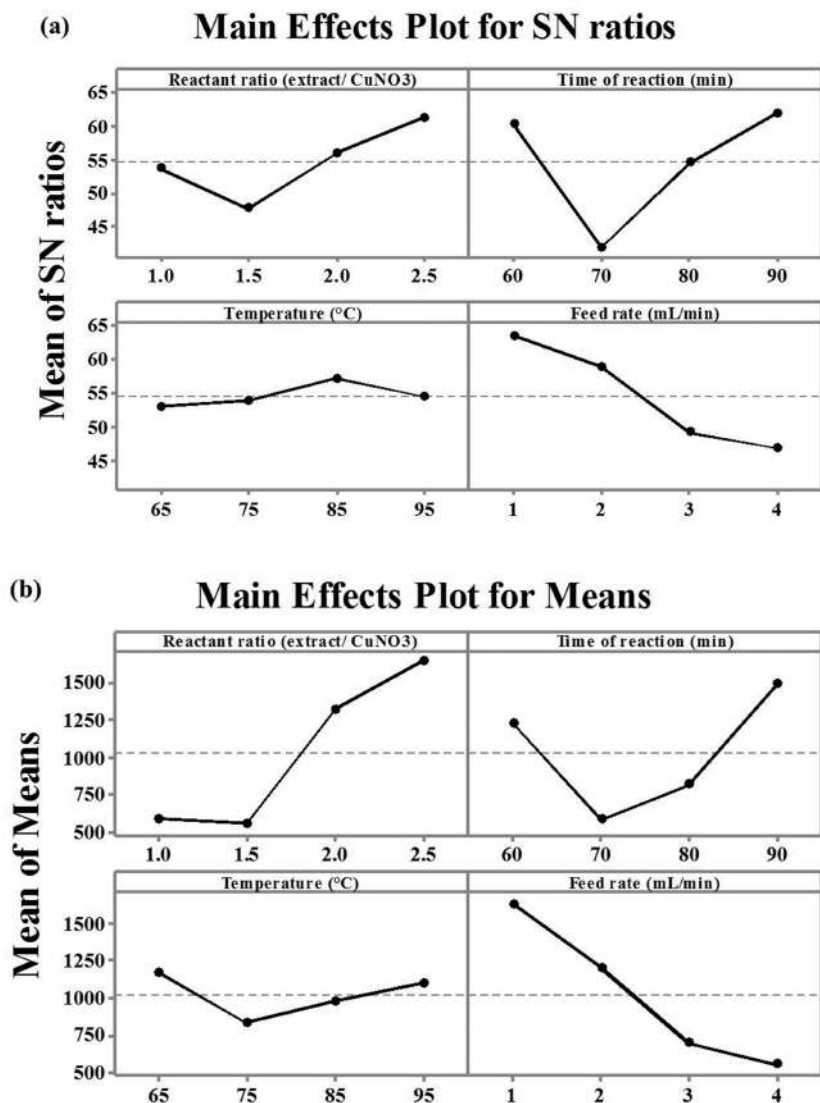 (a) Main Effects Plot for SN ratios
Reactant ratio (extract/ CuNO3) Time of reaction (min)
65
60
55
50
45
1.0 1.5 2.0 2.5 60 70 80 90
Temperature (°C) Feed rate (mL/min)
65
60
55
50
45
65 75 85 95 1 2 3 4
Mean of SN ratios
(b) Main Effects Plot for Means
Reactant ratio (extract/ CuNO3) Time of reaction (min)
1500
1250
1000
750
500
1.0 1.5 2.0 2.5 60 70 80 90
Temperature (°C) Feed rate (mL/min)
1500
1250
1000
750
500
65 75 85 95 1 2 3 4
Mean of Means